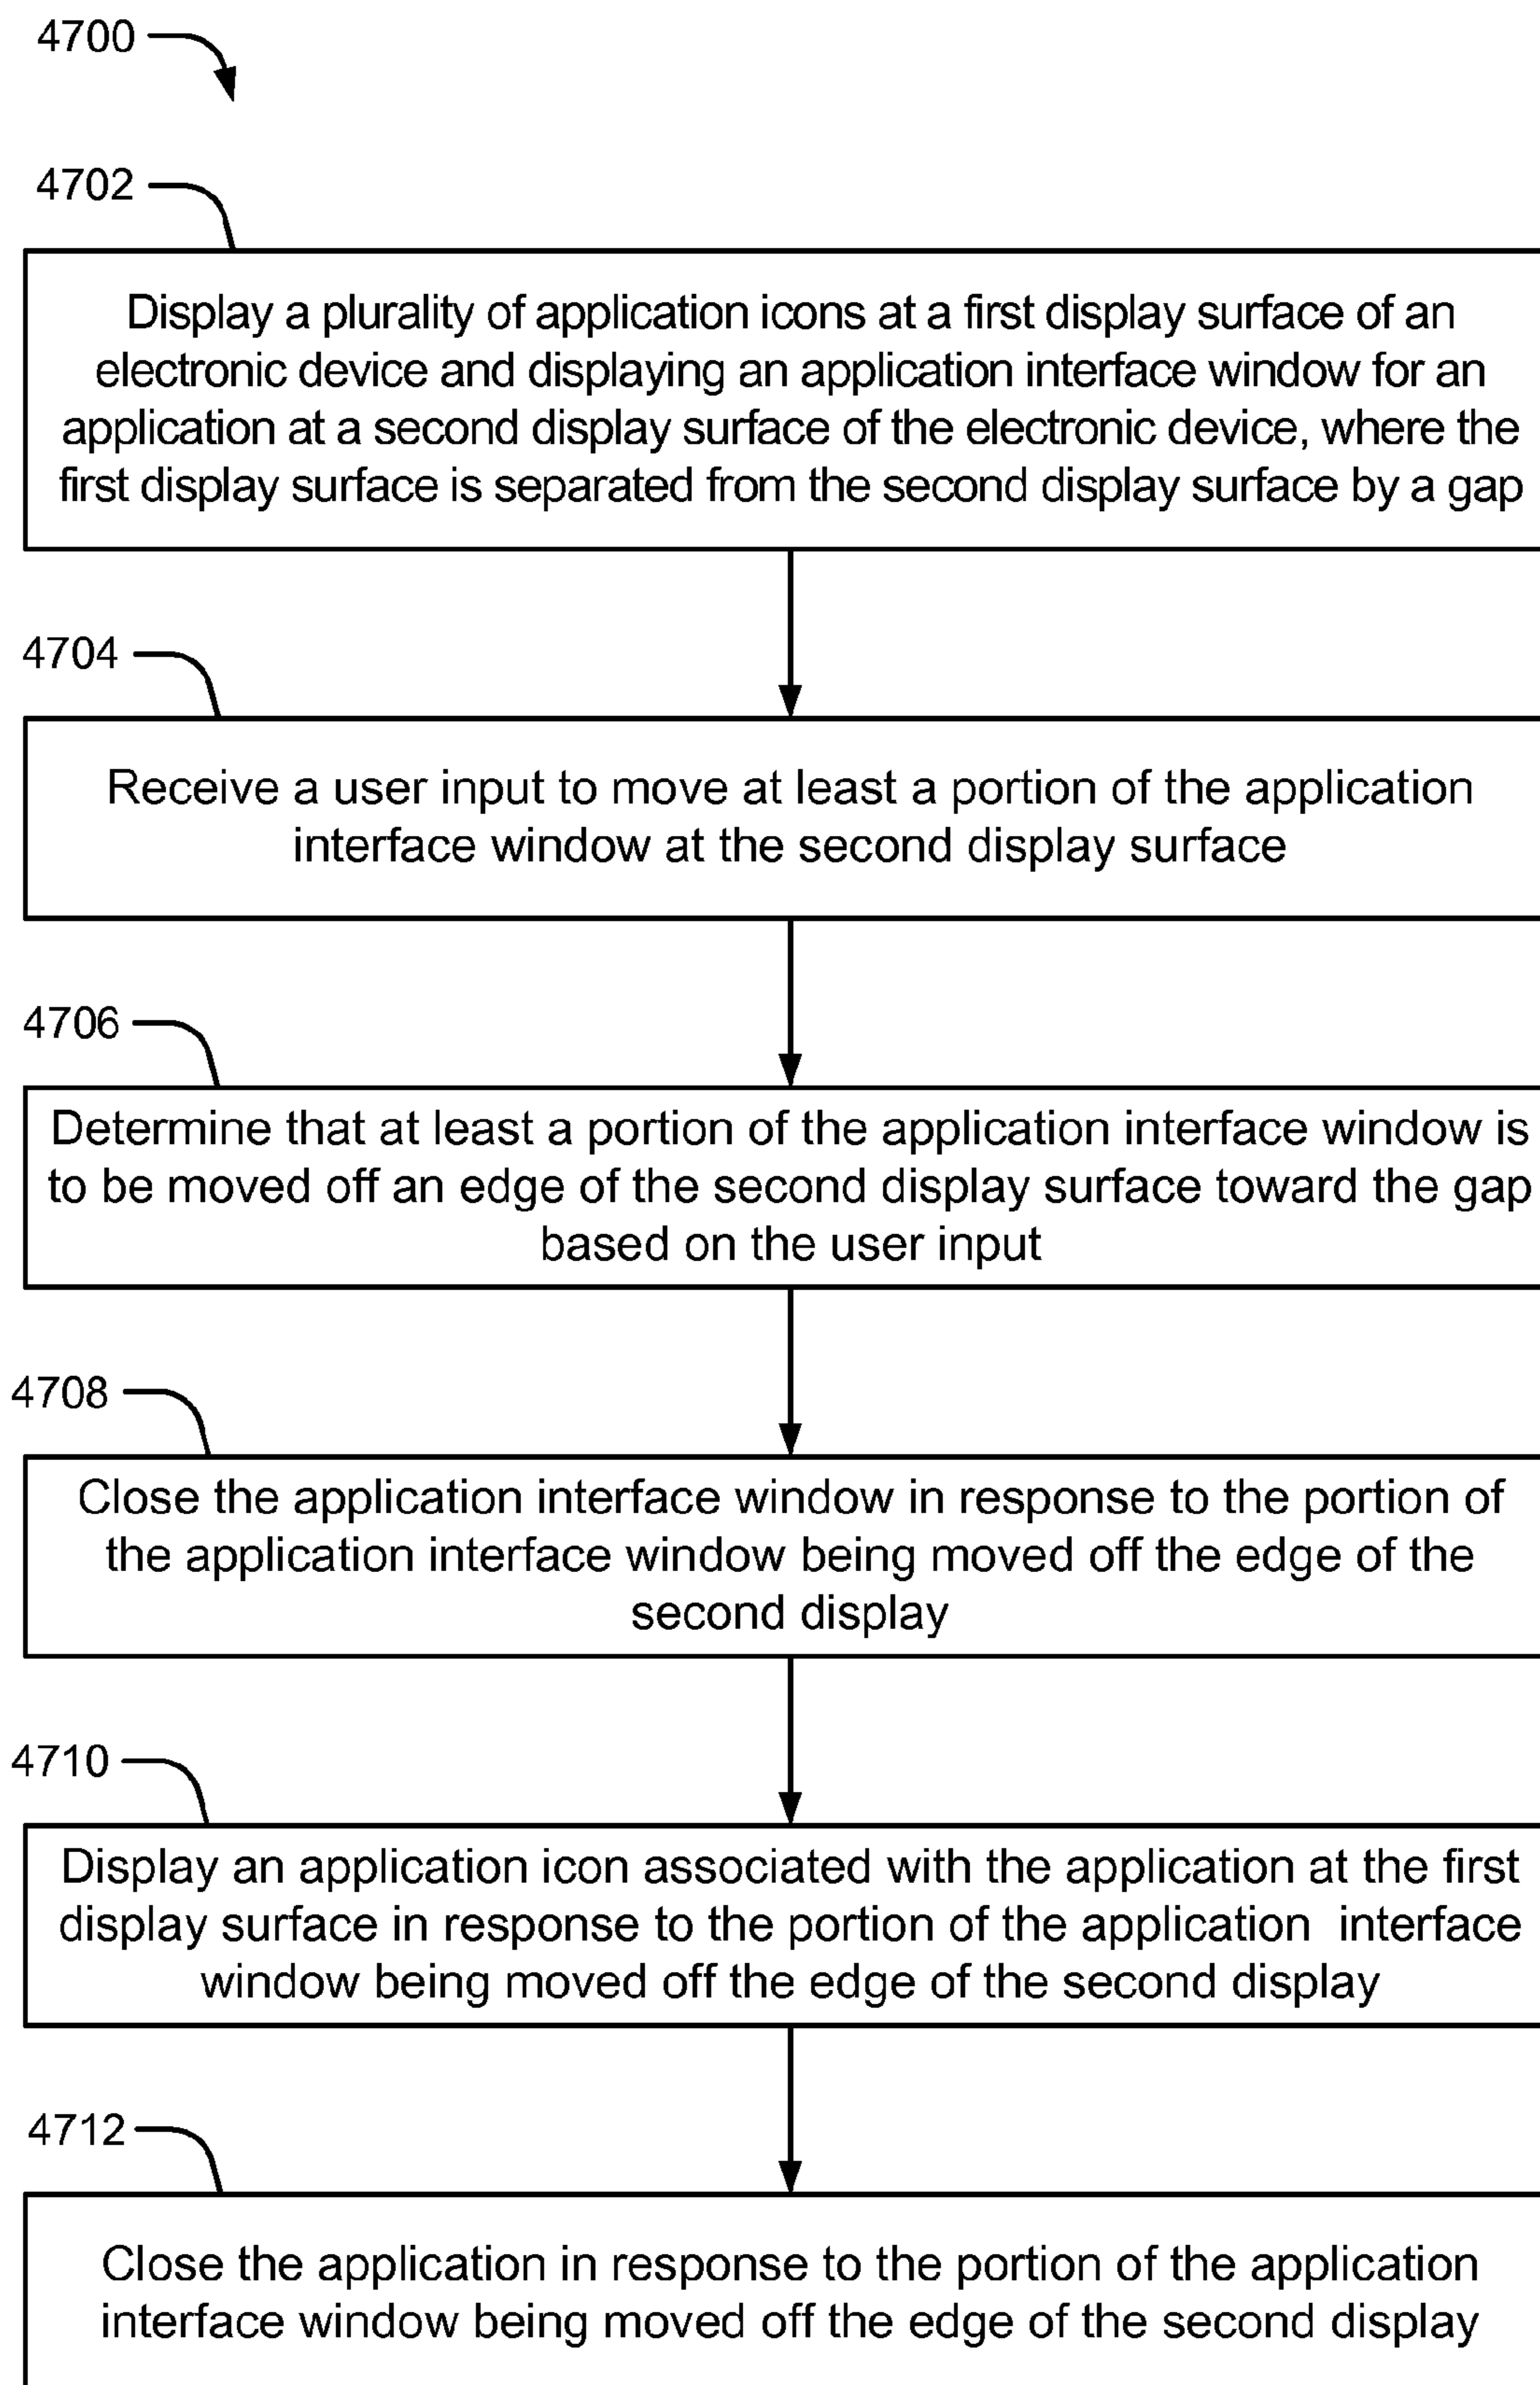 4700
4702
Display a plurality of application icons at a first display surface of an
electronic device and displaying an application interface window for an
application at a second display surface of the electronic device, where the
first display surface is separated from the second display surface by a gap
4704
Receive a user input to move at least a portion of the application
interface window at the second display surface
4706
Determine that at least a portion of the application interface window is
to be moved off an edge of the second display surface toward the gap
based on the user input
4708
Close the application interface window in response to the portion of
the application interface window being moved off the edge of the
second display
4710
Display an application icon associated with the application at the first
display surface in response to the portion of the application interface
window being moved off the edge of the second display
4712
Close the application in response to the portion of the application
interface window being moved off the edge of the second display